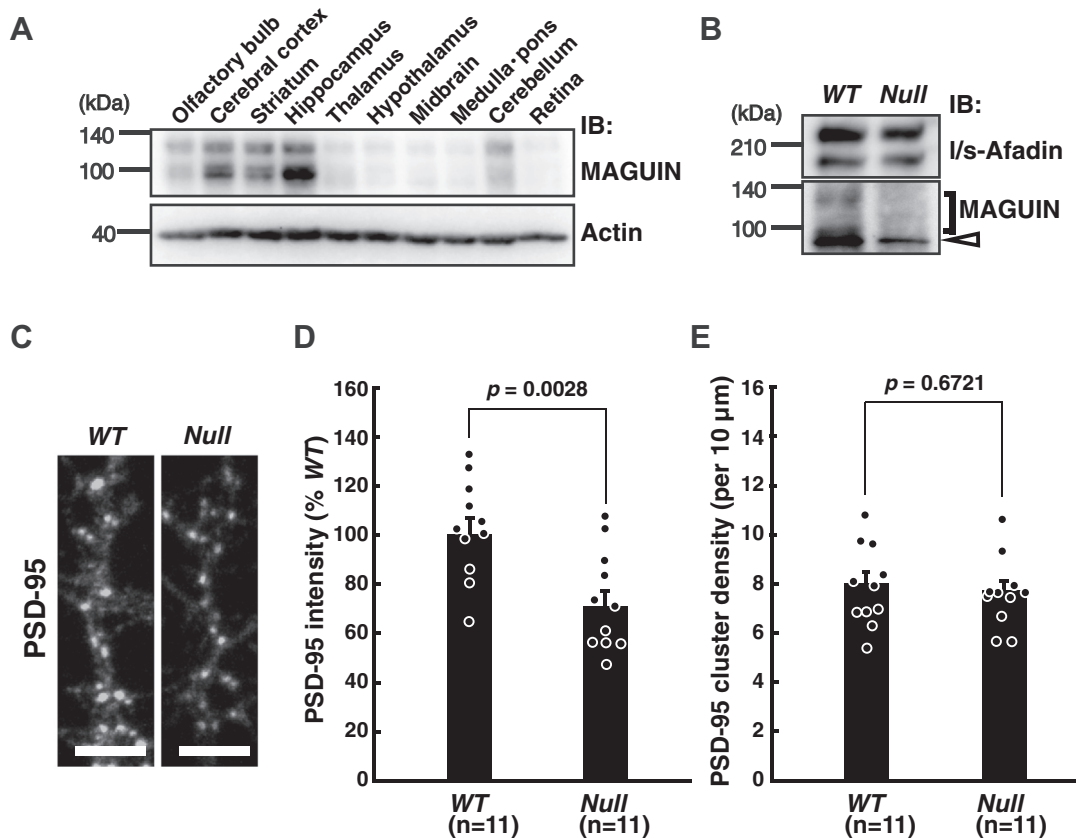 A
Olfactory bulb
Cerebral cortex
Striatum
Hippocampus
Thalamus
Hypothalamus
Midbrain
Medulla・pons
Cerebellum
Retina
(kDa)
140
100
40
IB:
MAGUIN
Actin
B
WT Null
(kDa)
210
140
100
IB:
l/s-Afadin
MAGUIN
C
WT Null
PSD-95
D
PSD-95 intensity (% WT)
160
140
120
100
80
60
40
20
0
p = 0.0028
WT
(n=11)
Null
(n=11)
E
PSD-95 cluster density (per 10 µm)
16
14
12
10
8
6
4
2
0
p = 0.6721
WT
(n=11)
Null
(n=11)